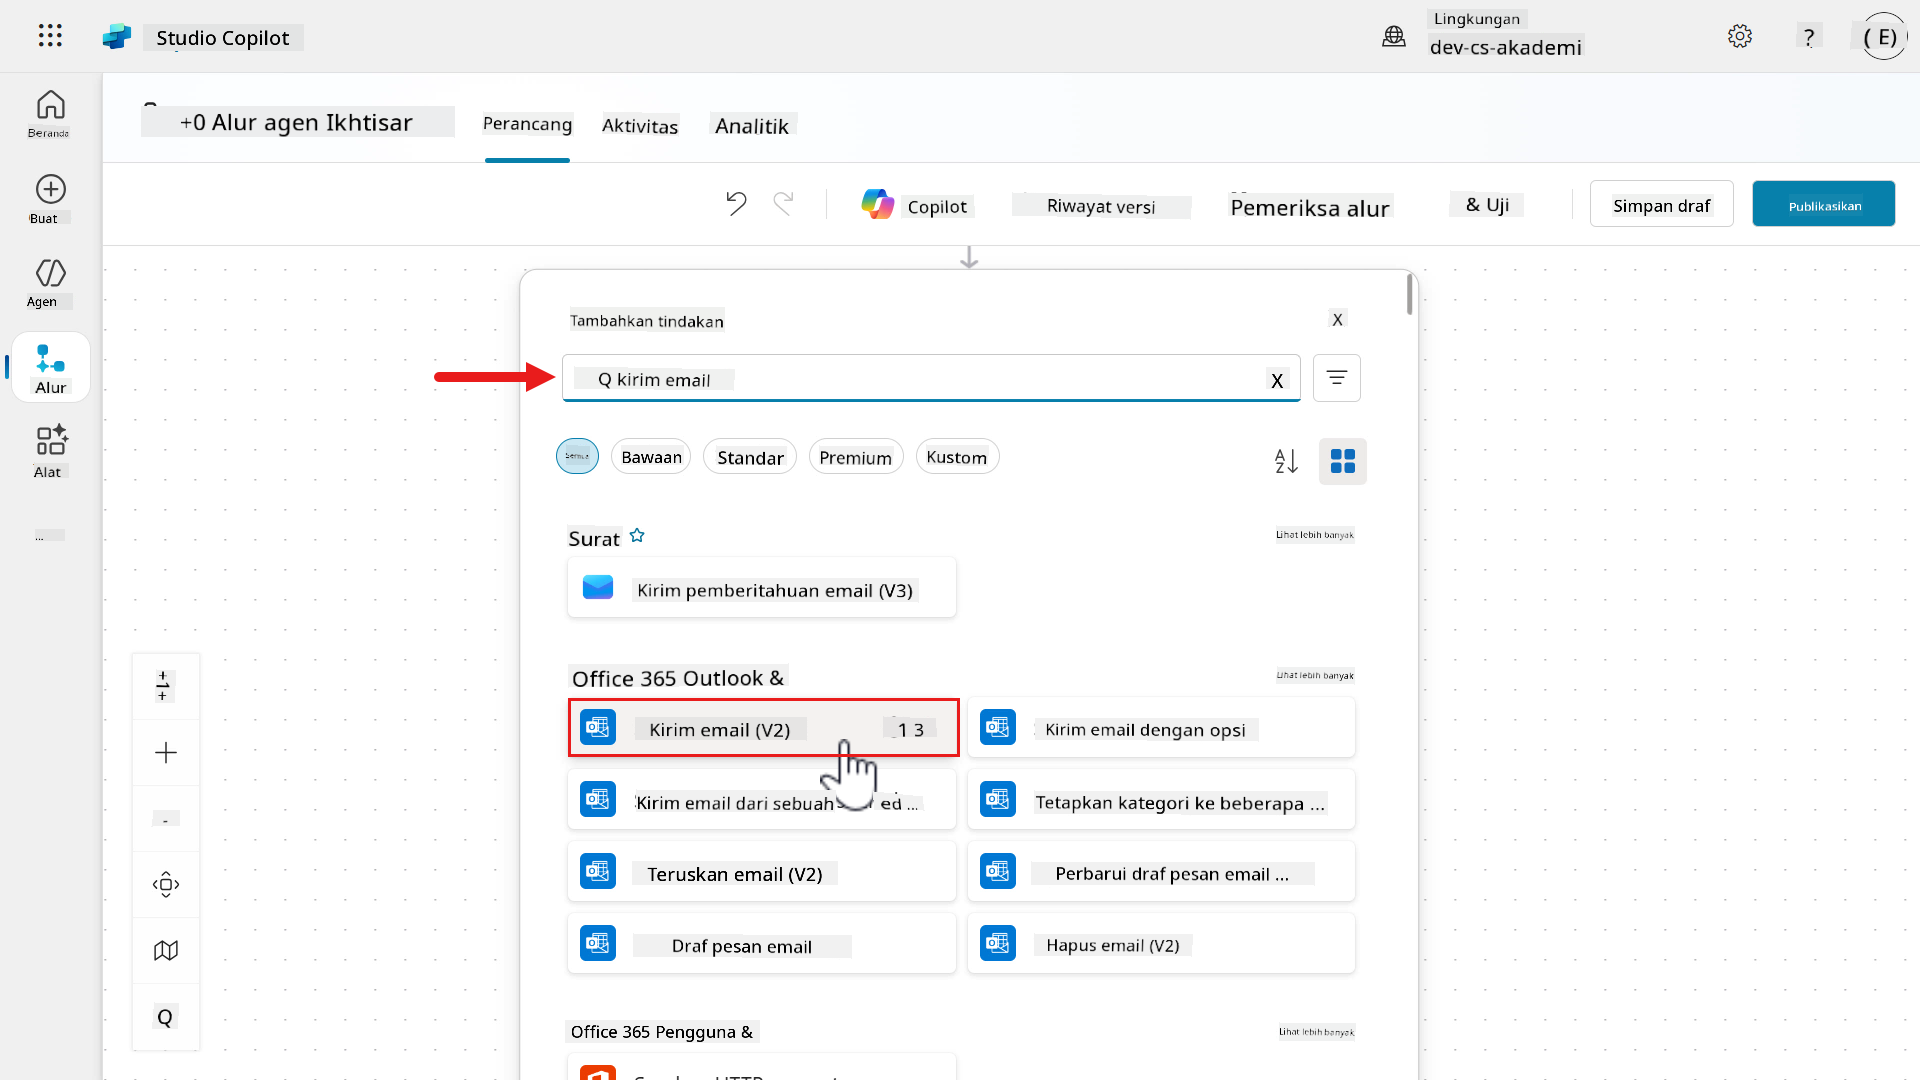 Studio Copilot
Lingkungan
dev-cs-akademi
?
( E)
Beranda
Buat
Agen
Alur
Alat
...
+0 Alur agen Ikhtisar
Perancang
Aktivitas
Analitik
Copilot
Riwayat versi
Pemeriksa alur
& Uji
Simpan draf
Publikasikan
Tambahkan tindakan
X
Q kirim email
X
Semua
Bawaan
Standar
Premium
Kustom
Surat
Lihat lebih banyak
Kirim pemberitahuan email (V3)
Office 365 Outlook &
Lihat lebih banyak
Kirim email (V2)
1 3
Kirim email dengan opsi
Kirim email dari sebuah ed ...
Tetapkan kategori ke beberapa ...
Teruskan email (V2)
Perbarui draf pesan email ...
Draf pesan email
Hapus email (V2)
Office 365 Pengguna &
Lihat lebih banyak
Q